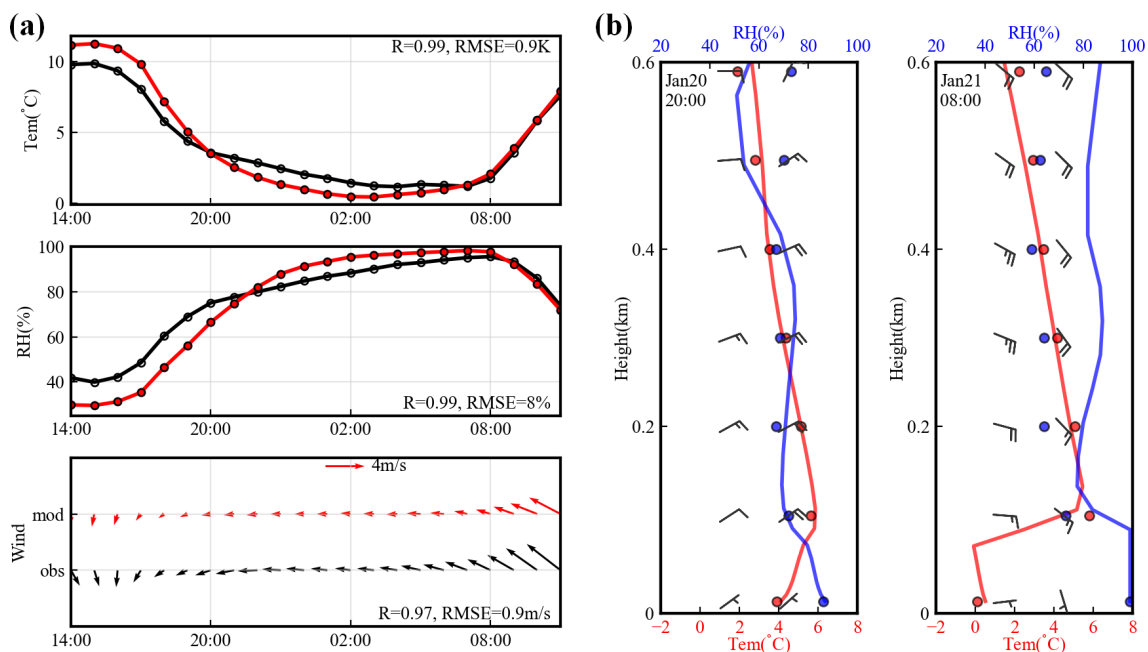 (a)
R=0.99, RMSE=0.9K
Tem(°C)
10
5
0
14:00 20:00 02:00 08:00
RH(%)
100
80
60
40
R=0.99, RMSE=8%
14:00 20:00 02:00 08:00
Wind
4m/s
mod
obs
R=0.97, RMSE=0.9m/s
14:00 20:00 02:00 08:00
(b)
RH(%)
20 40 60 80 100
Jan20
20:00
Height(km)
0.6
0.4
0.2
0
−2 0 2 4 6 8
Tem(°C)
RH(%)
20 40 60 80 100
Jan21
08:00
Height(km)
0.6
0.4
0.2
0
−2 0 2 4 6 8
Tem(°C)